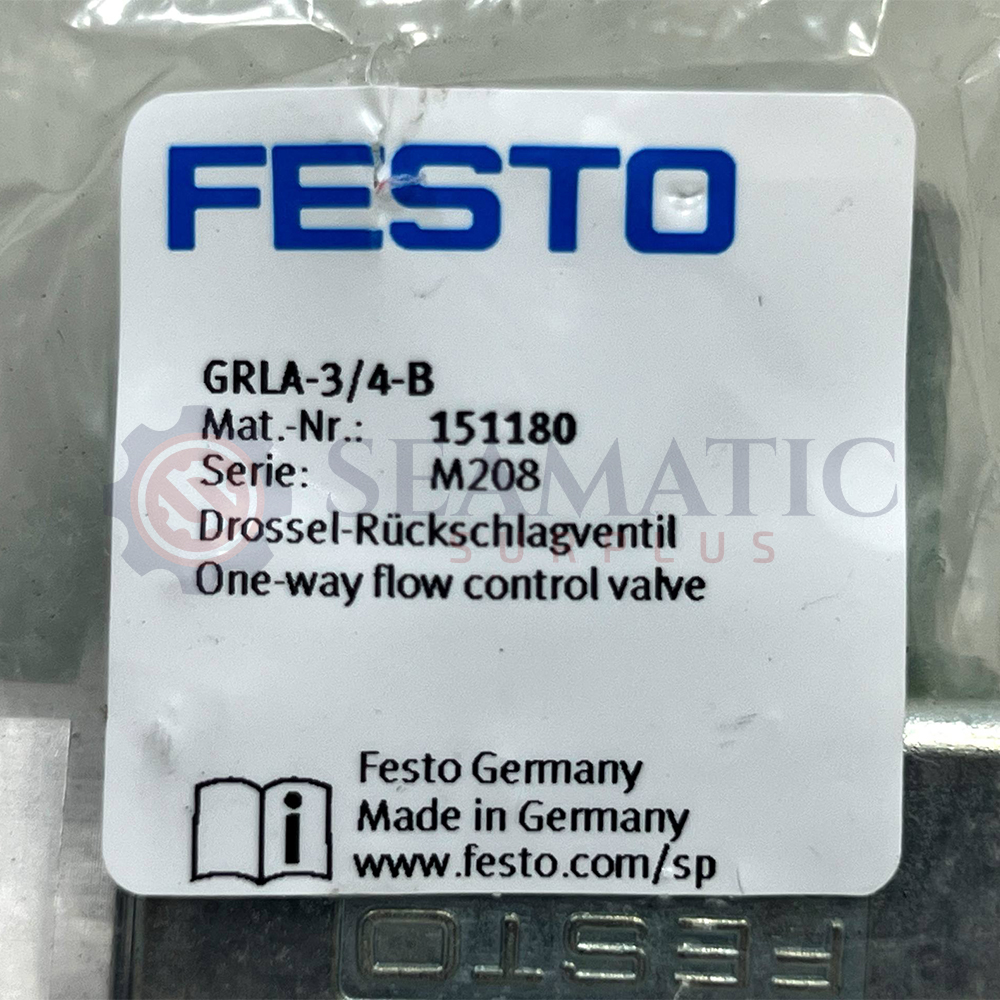 FESTO
GRLA-3/4-B
Mat.-Nr.: 151180
Serie: M208
SEAMATIC
Drossel-Rückschlagventil
SURPLUS
One-way flow control valve
Festo Germany
i Made in Germany
www.festo.com/sp
FESTO